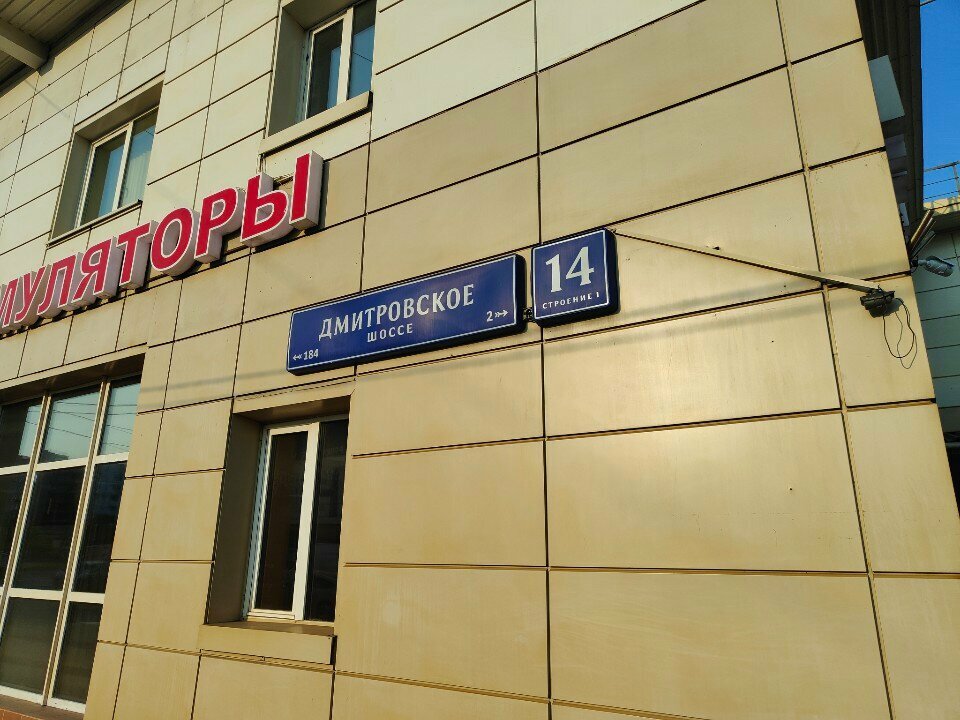 МУЛЯТОРЫ
ДМИТРОВСКОЕ
ШОССЕ
184
2
14
СТРОЕНИЕ 1